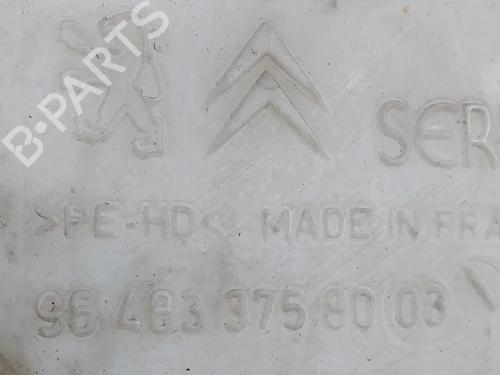 B-PARTS
SER
>PE-HD< MADE IN FRA
96 483 375 80 03